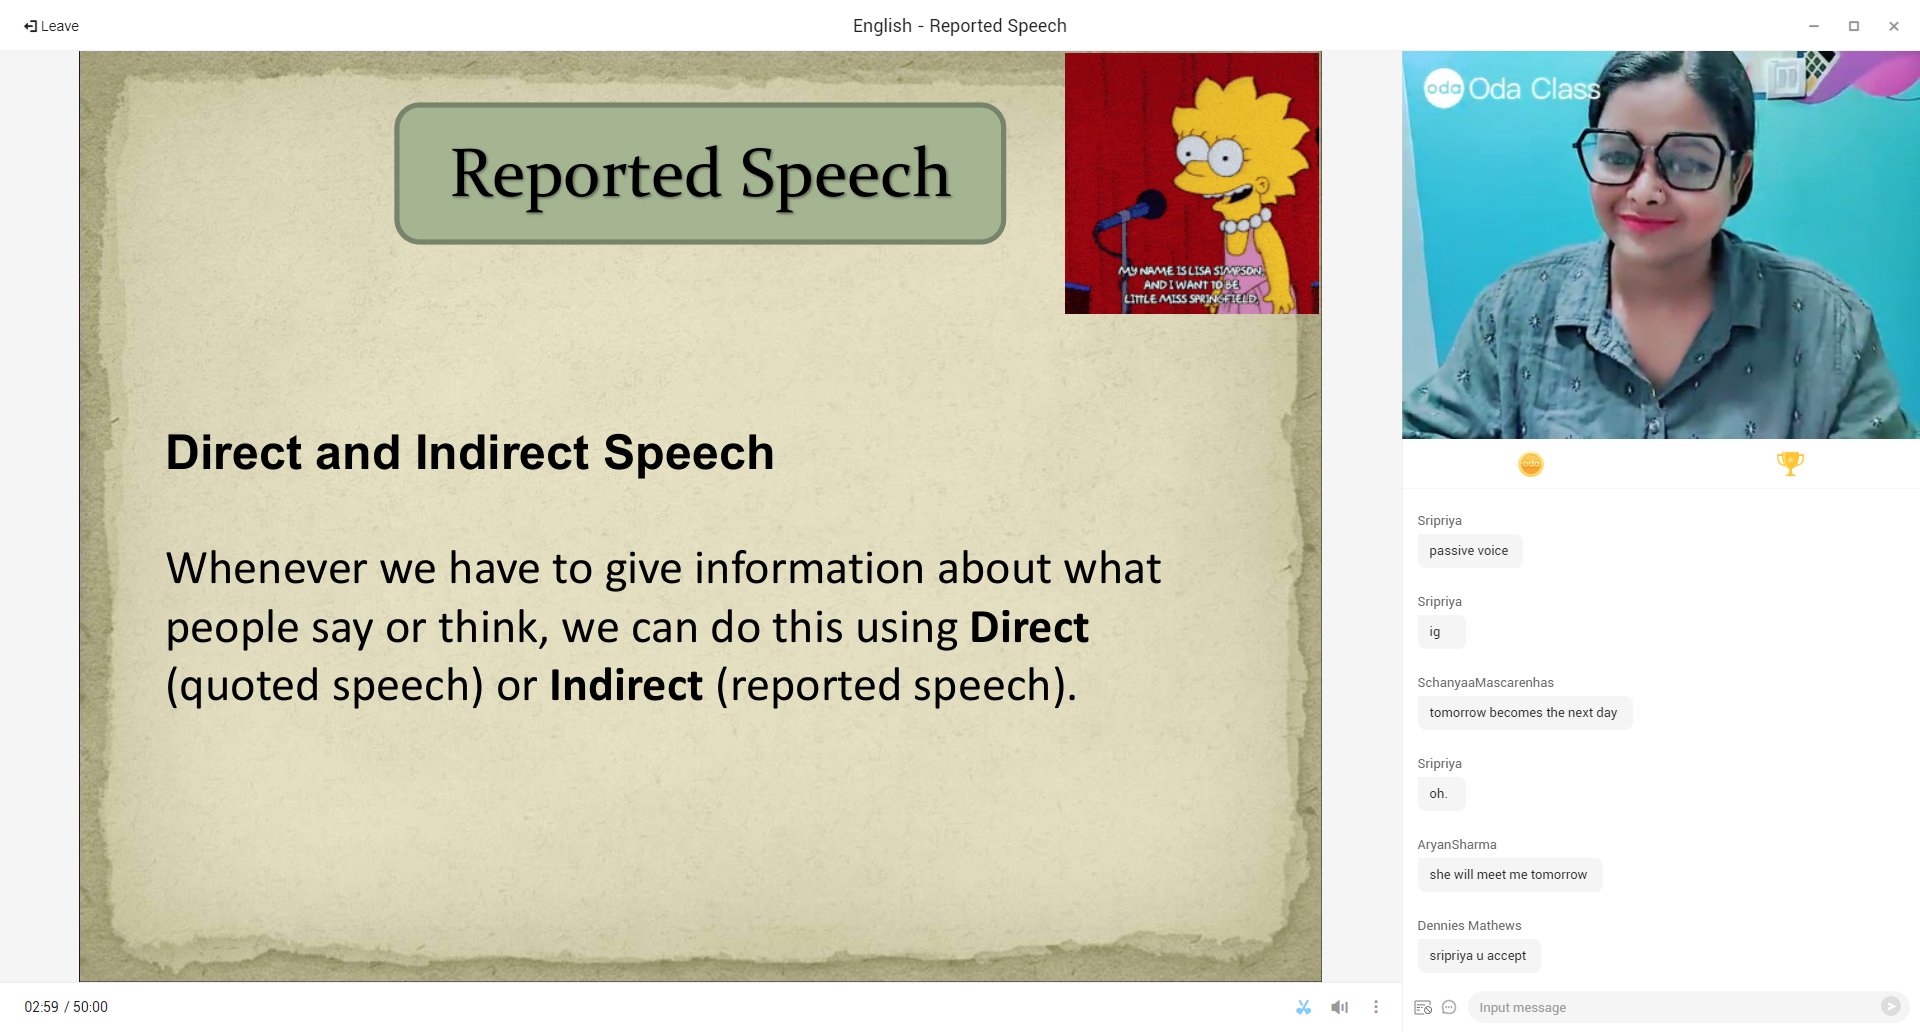 Leave
English - Reported Speech
Reported Speech
MY NAME IS LISA SIMPSON,
AND I WANT TO BE
LITTLE MISS SPRINGFIELD,
Direct and Indirect Speech
Whenever we have to give information about what
people say or think, we can do this using Direct
(quoted speech) or Indirect (reported speech).
02:59 / 50:00
oda Oda Class
oda
Sripriya
passive voice
Sripriya
ig
SchanyaaMascarenhas
tomorrow becomes the next day
Sripriya
oh.
AryanSharma
she will meet me tomorrow
Dennies Mathews
sripriya u accept
Input message